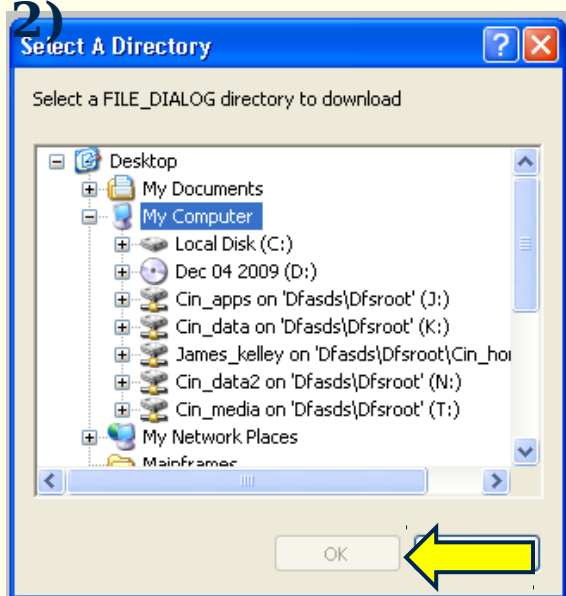 2)
Select A Directory
Select a FILE_DIALOG directory to download
Desktop
My Documents
My Computer
Local Disk (C:)
Dec 04 2009 (D:)
Cin_apps on 'Dfasds\Dfsroot' (J:)
Cin_data on 'Dfasds\Dfsroot' (K:)
James_kelley on 'Dfasds\Dfsroot\Cin_hor
Cin_data2 on 'Dfasds\Dfsroot' (N:)
Cin_media on 'Dfasds\Dfsroot' (T:)
My Network Places
Mainframes
OK